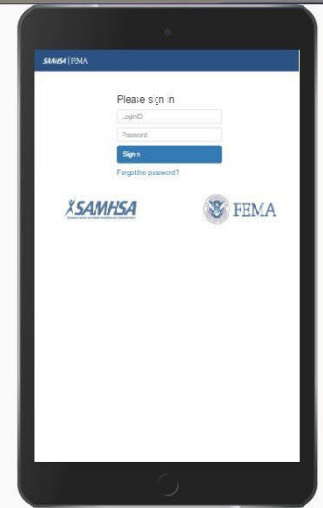 SAMHSA | FEMA
Please sign in
LoginID
Password
Sign in
Forgot the password?
SAMHSA
FEMA